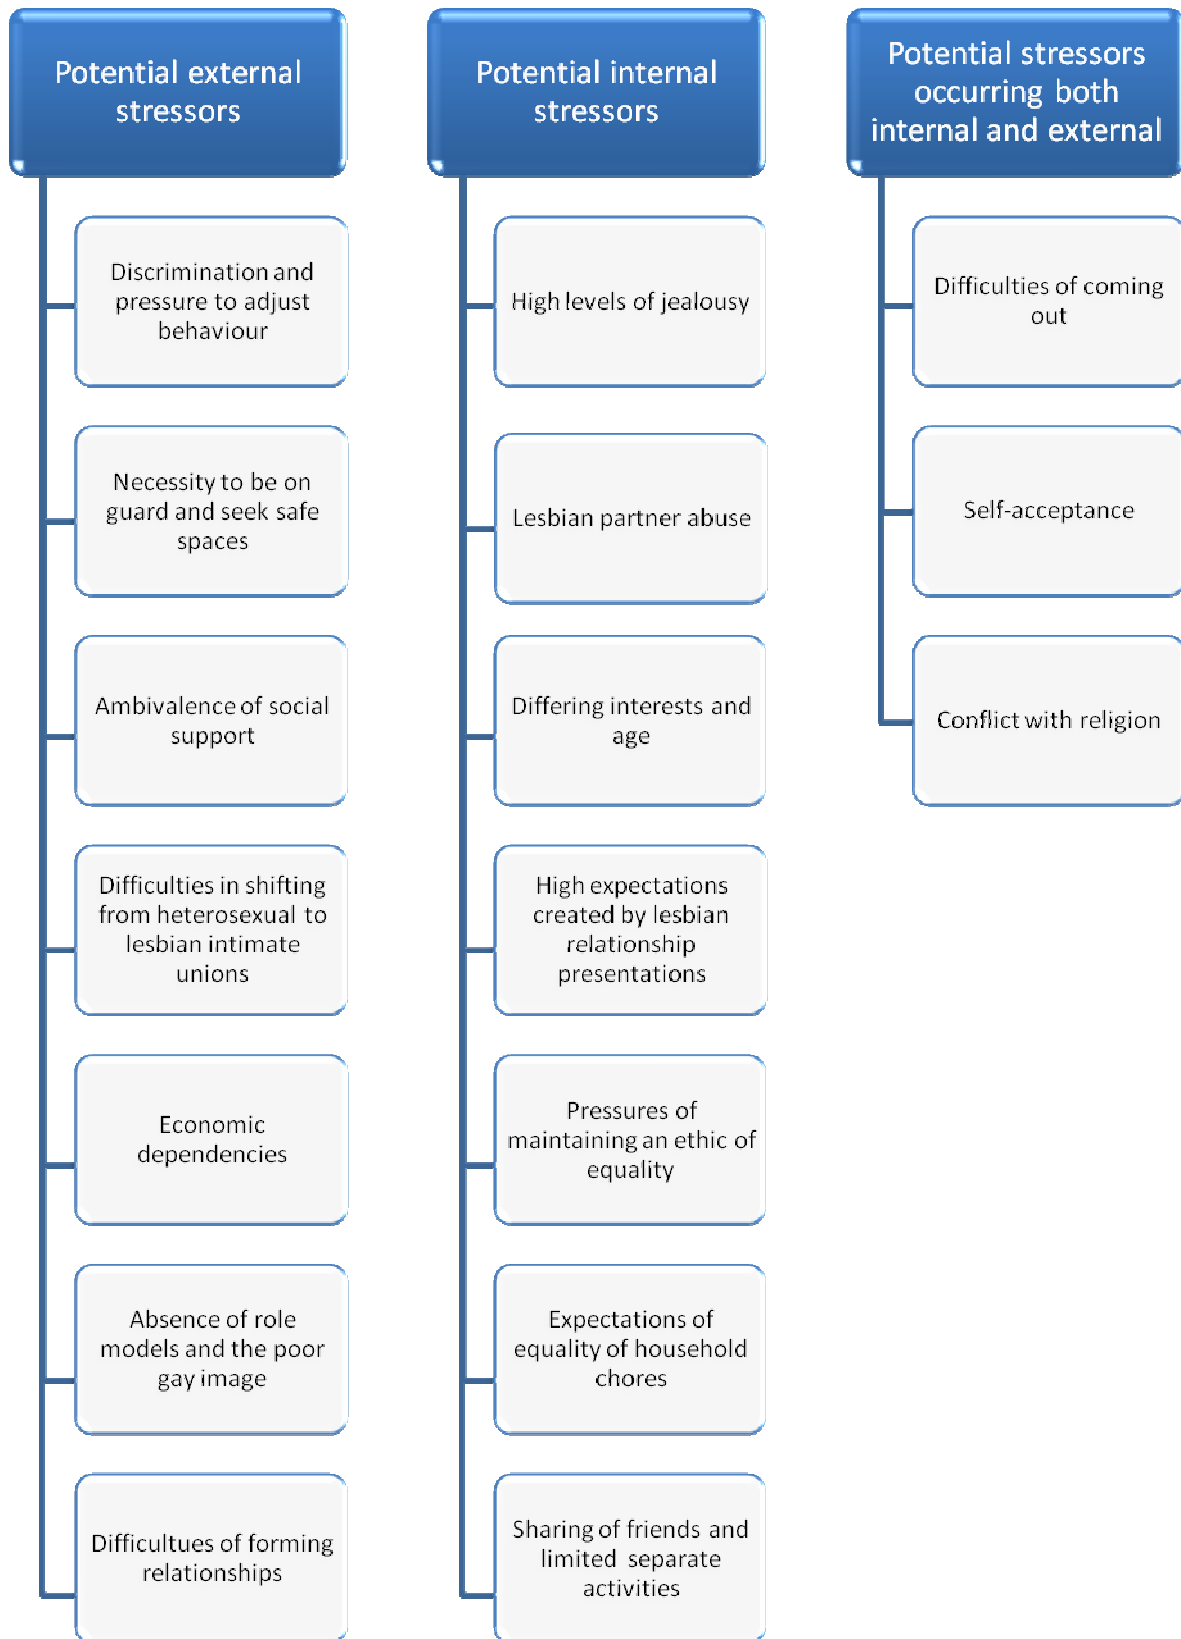 Potential external
stressors
Discrimination and
pressure to adjust
behaviour
Necessity to be on
guard and seek safe
spaces
Ambivalence of social
support
Difficulties in shifting
from heterosexual to
lesbian intimate
unions
Economic
dependencies
Absence of role
models and the poor
gay image
Difficultues of forming
relationships
Potential internal
stressors
High levels of jealousy
Lesbian partner abuse
Differing interests and
age
High expectations
created by lesbian
relationship
presentations
Pressures of
maintaining an ethic of
equality
Expectations of
equality of household
chores
Sharing of friends and
limited separate
activities
Potential stressors
occurring both
internal and external
Difficulties of coming
out
Self-acceptance
Conflict with religion